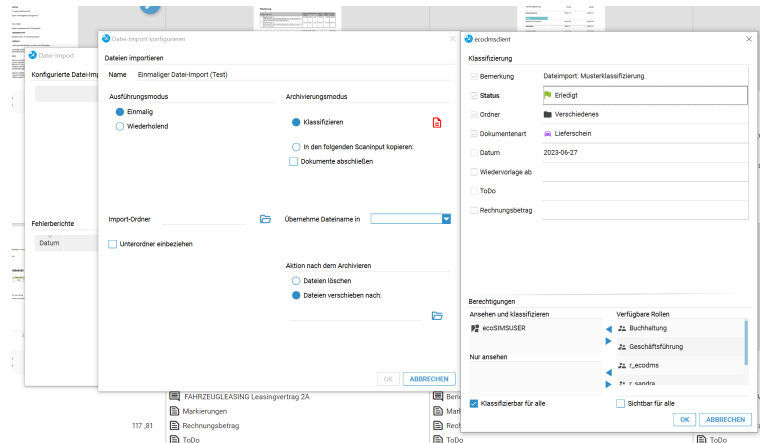 Datei-Import
Konfigurierte Datei-Imp
Fehlerberichte
Datum
Datei-Import konfigurieren
Dateien importieren
Name Einmaliger Datei-Import (Test)
Ausführungsmodus
Einmalig
Wiederholend
Archivierungsmodus
Klassifizieren
In den folgenden Scaninput kopieren:
Dokumente abschließen
Import-Ordner
Übernehme Dateiname in
Unterordner einbeziehen
Aktion nach dem Archivieren
Dateien löschen
Dateien verschieben nach:
OK ABBRECHEN
ecodmsclient
Klassifizierung
Bemerkung Dateimport: Musterklassifizierung
Status Erledigt
Ordner Verschiedenes
Dokumentenart Lieferschein
Datum 2023-06-27
Wiedervorlage ab
ToDo
Rechnungsbetrag
Berechtigungen
Ansehen und klassifizieren
ecoSIMSUSER
Nur ansehen
Verfügbare Rollen
Buchhaltung
Geschäftsführung
r_ecodms
r_sandra
Klassifizierbar für alle
Sichtbar für alle
OK ABBRECHEN
FAHRZEUGLEASING Leasingvertrag 2A
Markierungen
117 ,81 Rechnungsbetrag
ToDo
ToDo
ToDo